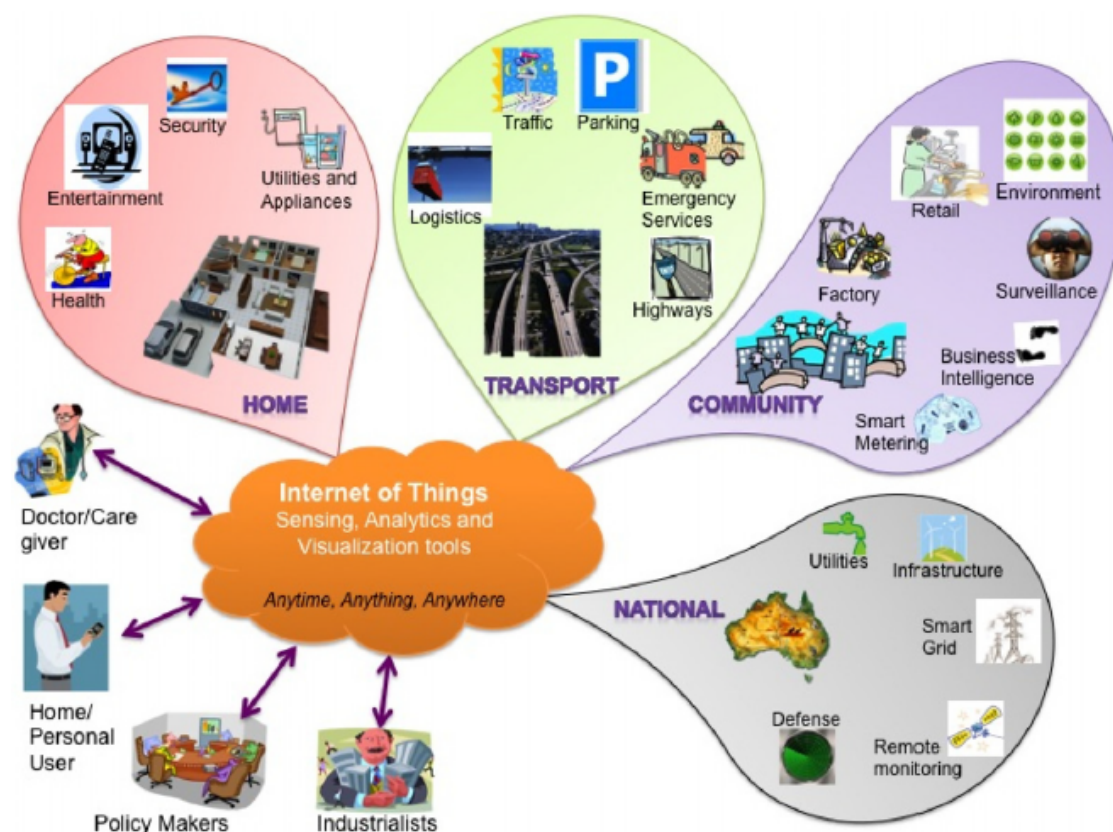 Security
Entertainment
Utilities and
Appliances
Health
HOME
Traffic
P
Parking
Logistics
Emergency
Services
Highways
TRANSPORT
Retail
Environment
Factory
Surveillance
Business
Intelligence
COMMUNITY
Smart
Metering
Doctor/Care
giver
Internet of Things
Sensing, Analytics and
Visualization tools
Anytime, Anything, Anywhere
Utilities
Infrastructure
NATIONAL
Smart
Grid
Defense
Remote
monitoring
Home/
Personal
User
Policy Makers
Industrialists